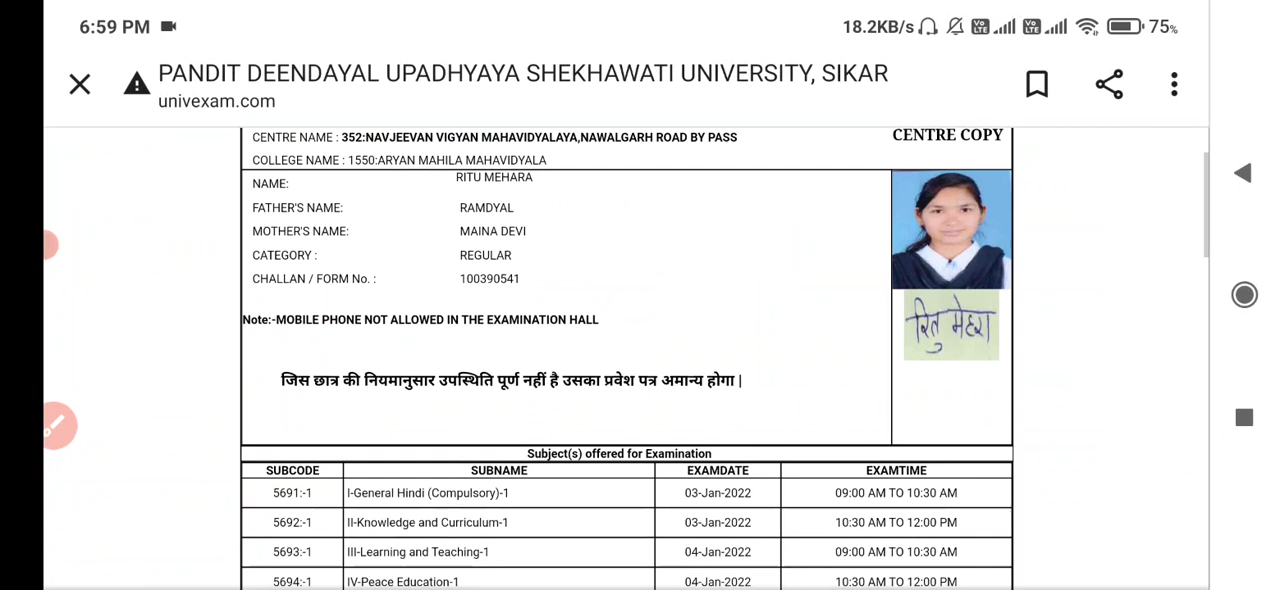 6:59 PM 18.2KB/s Vo LTE Vo LTE 75%
PANDIT DEENDAYAL UPADHYAYA SHEKHAWATI UNIVERSITY, SIKAR
univexam.com
CENTRE NAME : 352:NAVJEEVAN VIGYAN MAHAVIDYALAYA,NAWALGARH ROAD BY PASS
CENTRE COPY
COLLEGE NAME : 1550:ARYAN MAHILA MAHAVIDYALA
NAME: RITU MEHARA
FATHER'S NAME: RAMDYAL
MOTHER'S NAME: MAINA DEVI
CATEGORY : REGULAR
CHALLAN / FORM No. : 100390541
रितु मेहरा
Note:-MOBILE PHONE NOT ALLOWED IN THE EXAMINATION HALL
जिस छात्र की नियमानुसार उपस्थिति पूर्ण नहीं है उसका प्रवेश पत्र अमान्य होगा |
Subject(s) offered for Examination
SUBCODE SUBNAME EXAMDATE EXAMTIME
5691:-1 I-General Hindi (Compulsory)-1 03-Jan-2022 09:00 AM TO 10:30 AM
5692:-1 II-Knowledge and Curriculum-1 03-Jan-2022 10:30 AM TO 12:00 PM
5693:-1 III-Learning and Teaching-1 04-Jan-2022 09:00 AM TO 10:30 AM
5694:-1 IV-Peace Education-1 04-Jan-2022 10:30 AM TO 12:00 PM